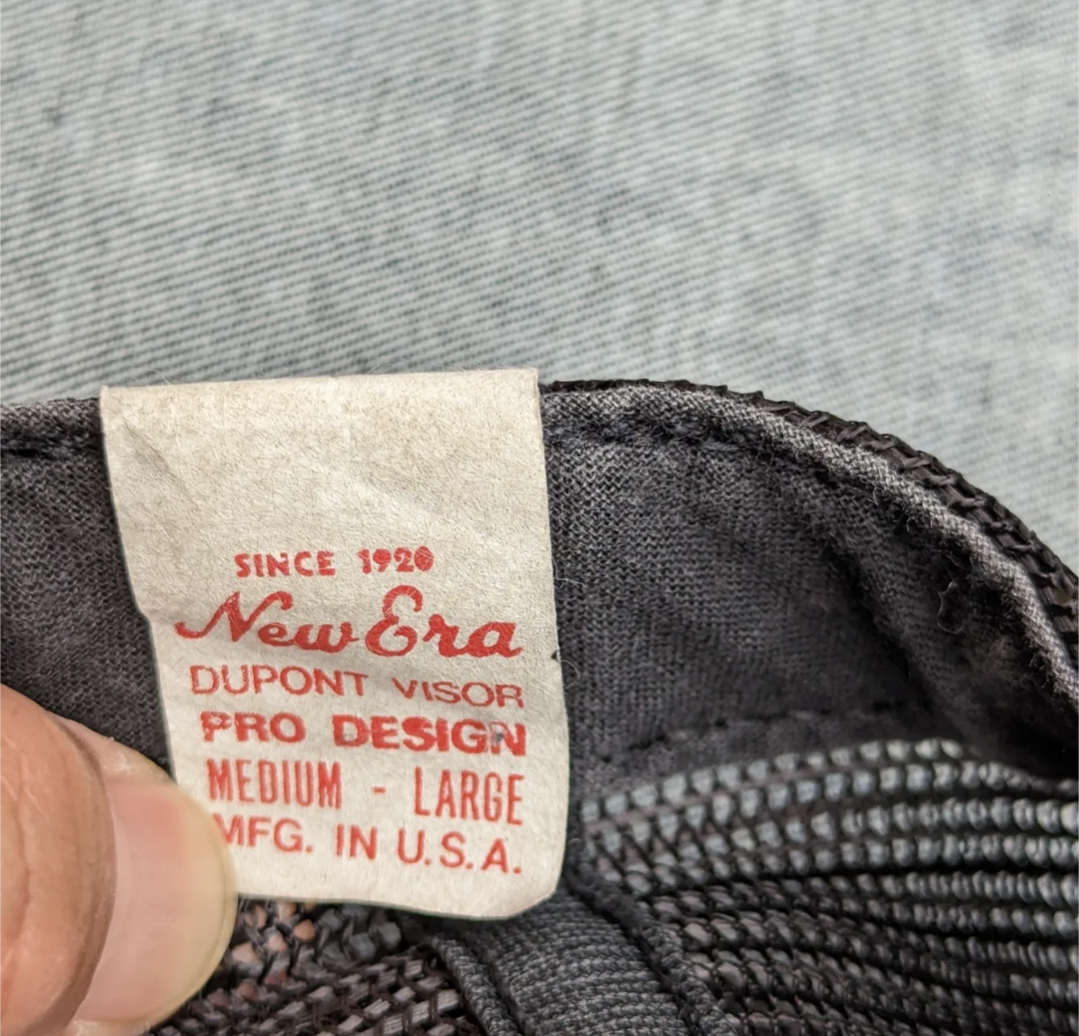 SINCE 1920
New Era
DUPONT VISOR
PRO DESIGN
MEDIUM - LARGE
MFG. IN U.S.A.